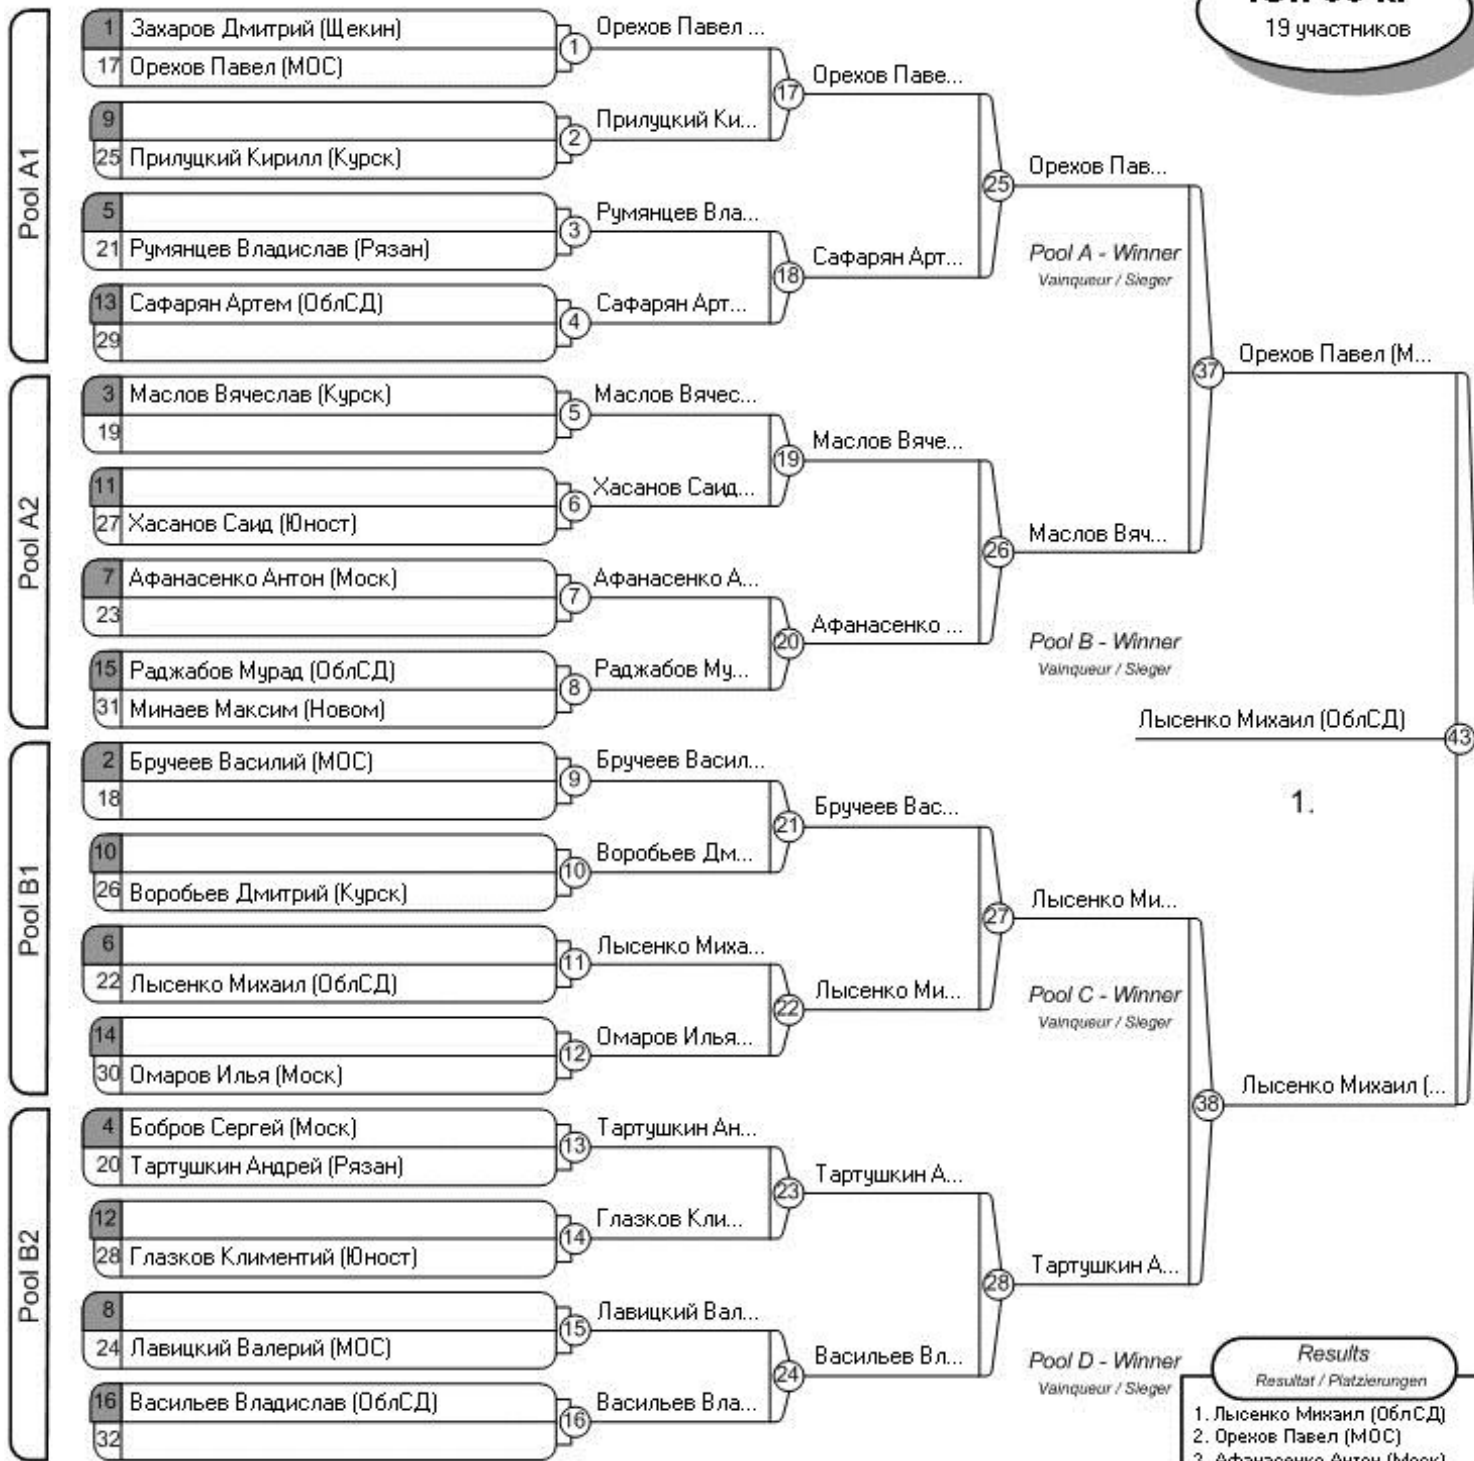 19 участников
Pool A1
1 Захаров Дмитрий (Щекин)
17 Орехов Павел (МОС)
9
25 Прилуцкий Кирилл (Курск)
5
21 Румянцев Владислав (Рязан)
13 Сафарян Артем (ОблСД)
29
Pool A2
3 Маслов Вячеслав (Курск)
19
11
27 Хасанов Саид (Юност)
7 Афанасенко Антон (Моск)
23
15 Раджабов Мурад (ОблСД)
31 Минаев Максим (Новом)
Pool B1
2 Бручеев Василий (МОС)
18
10
26 Воробьев Дмитрий (Курск)
6
22 Лысенко Михаил (ОблСД)
14
30 Омаров Илья (Моск)
Pool B2
4 Бобров Сергей (Моск)
20 Тартушкин Андрей (Рязан)
12
28 Глазков Климентий (Юност)
8
24 Лавицкий Валерий (МОС)
16 Васильев Владислав (ОблСД)
32
1 Орехов Павел ...
2 Прилуцкий Ки...
3 Румянцев Вла...
4 Сафарян Арт...
5 Маслов Вячес...
6 Хасанов Саид...
7 Афанасенко А...
8 Раджабов Му...
9 Бручеев Васил...
10 Воробьев Дм...
11 Лысенко Миха...
12 Омаров Илья...
13 Тартушкин Ан...
14 Глазков Кли...
15 Лавицкий Вал...
16 Васильев Вла...
17 Орехов Паве...
18 Сафарян Арт...
19 Маслов Вяче...
20 Афанасенко ...
21 Бручеев Вас...
22 Лысенко Ми...
23 Тартушкин А...
24 Васильев Вл...
25 Орехов Пав...
Pool A - Winner
Vainqueur / Sieger
26 Маслов Вяч...
Pool B - Winner
Vainqueur / Sieger
27 Лысенко Ми...
Pool C - Winner
Vainqueur / Sieger
28 Тартушкин А...
Pool D - Winner
Vainqueur / Sieger
37 Орехов Павел (М...
38 Лысенко Михаил (...
Лысенко Михаил (ОблСД) 43
1.
Results
Resultat / Platzierungen
1. Лысенко Михаил (ОблСД)
2. Орехов Павел (МОС)
3. Афанасенко Антон (Моск)